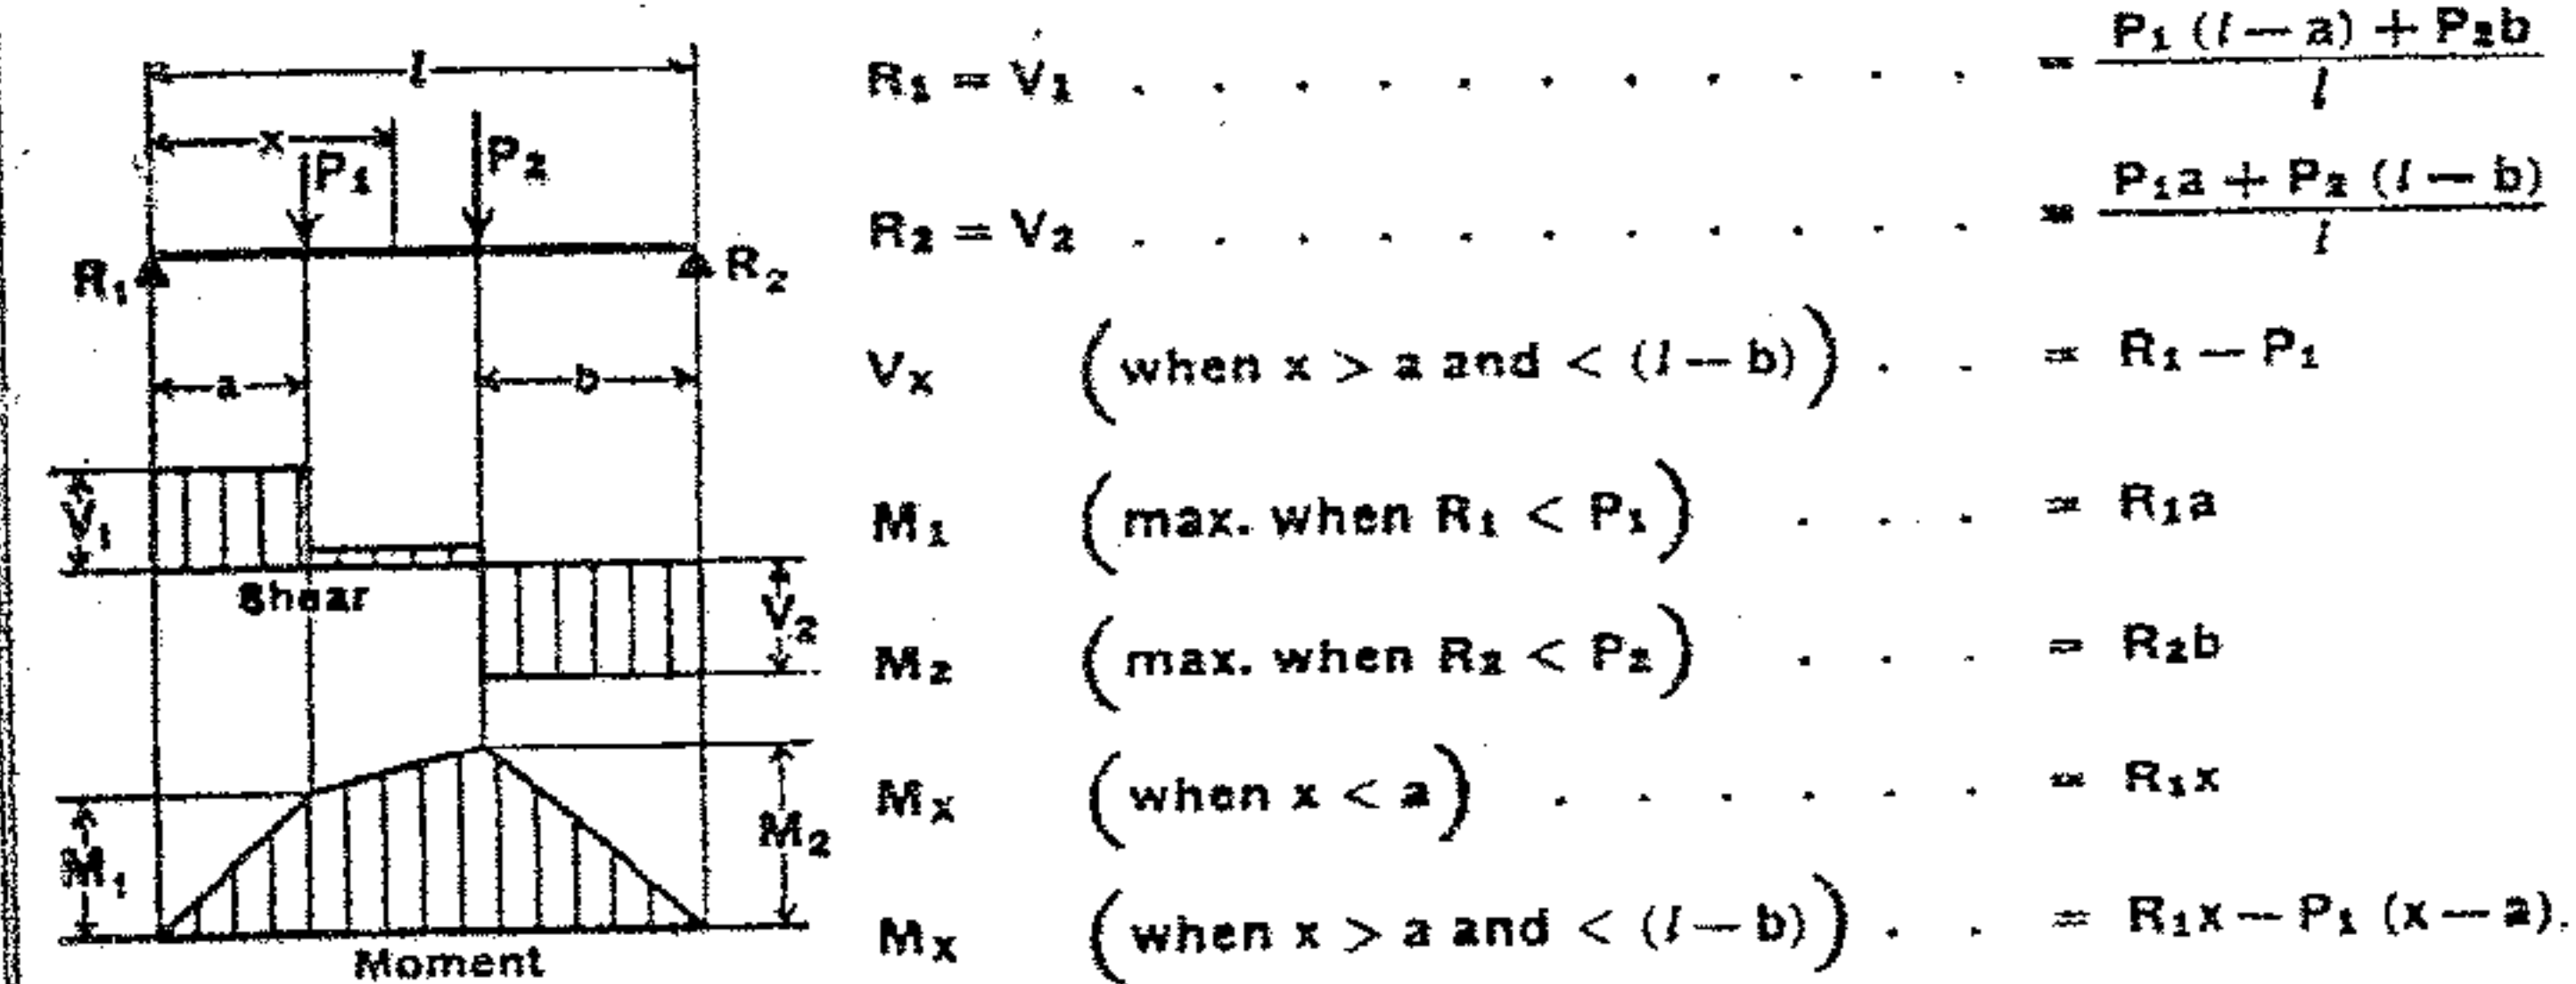 l
x
P₁
P₂
R₁
R₂
a
b
V₁
Shear
V₂
M₁
M₂
Moment
R₁ = V₁ . . . . . . . . . . . = P₁ (l — a) + P₂b / l
R₂ = V₂ . . . . . . . . . . . = P₁a + P₂ (l — b) / l
Vₓ (when x > a and < (l — b)) . . = R₁ — P₁
M₁ (max. when R₁ < P₁) . . . = R₁a
M₂ (max. when R₂ < P₂) . . . = R₂b
Mₓ (when x < a) . . . . . . = R₁x
Mₓ (when x > a and < (l — b)) . . = R₁x — P₁ (x — a).